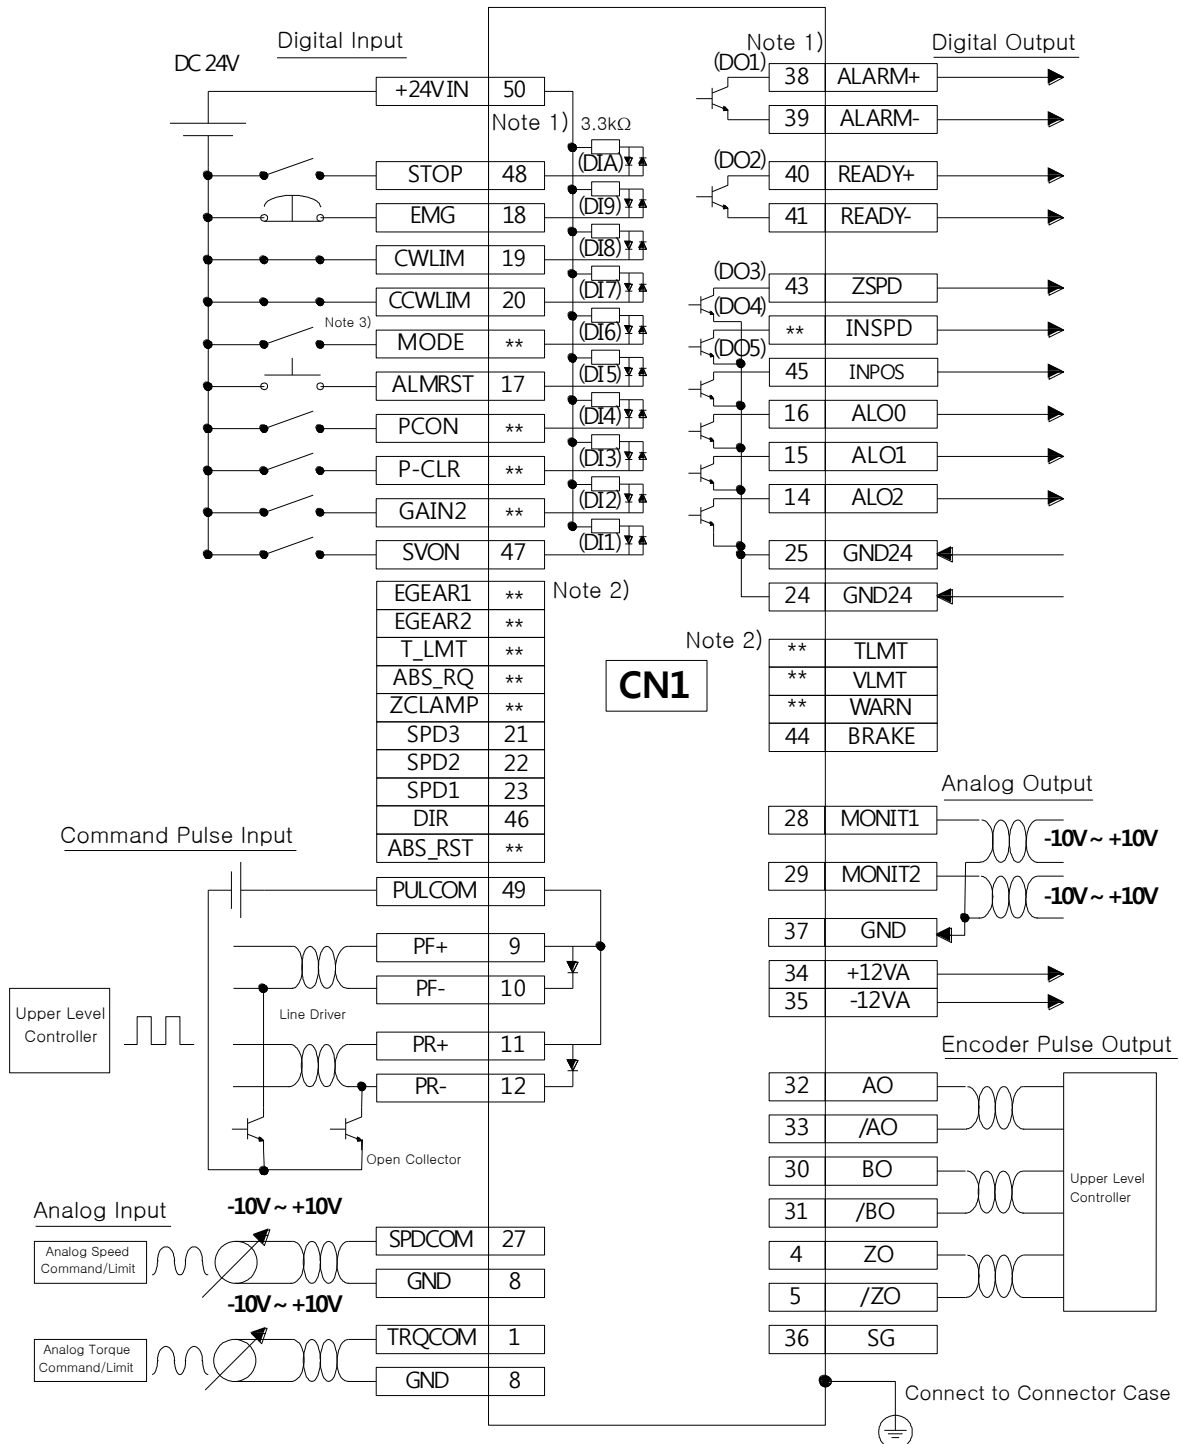 Digital Input
DC 24V
+24VIN 50
Note 1) 3.3kΩ
(DIA)
STOP 48
(DI9)
EMG 18
(DI8)
CWLIM 19
(DI7)
CCWLIM 20
Note 3)
(DI6)
MODE **
(DI5)
ALMRST 17
(DI4)
PCON **
(DI3)
P-CLR **
(DI2)
GAIN2 **
(DI1)
SVON 47
EGEAR1 ** Note 2)
EGEAR2 **
T_LMT **
ABS_RQ **
ZCLAMP **
SPD3 21
SPD2 22
SPD1 23
DIR 46
ABS_RST **
Command Pulse Input
PULCOM 49
PF+ 9
PF- 10
Line Driver
Upper Level
Controller
PR+ 11
PR- 12
Open Collector
Analog Input
-10V ~ +10V
Analog Speed
Command/Limit
SPDCOM 27
GND 8
-10V ~ +10V
Analog Torque
Command/Limit
TRQCOM 1
GND 8
CN1
Note 1) Digital Output
(DO1)
38 ALARM+
39 ALARM-
(DO2)
40 READY+
41 READY-
(DO3)
43 ZSPD
(DO4)
** INSPD
(DO5)
45 INPOS
16 ALO0
15 ALO1
14 ALO2
25 GND24
24 GND24
Note 2)
** TLMT
** VLMT
** WARN
44 BRAKE
Analog Output
28 MONIT1
-10V ~ +10V
29 MONIT2
-10V ~ +10V
37 GND
34 +12VA
35 -12VA
Encoder Pulse Output
32 AO
33 /AO
30 BO
31 /BO
4 ZO
5 /ZO
Upper Level
Controller
36 SG
Connect to Connector Case